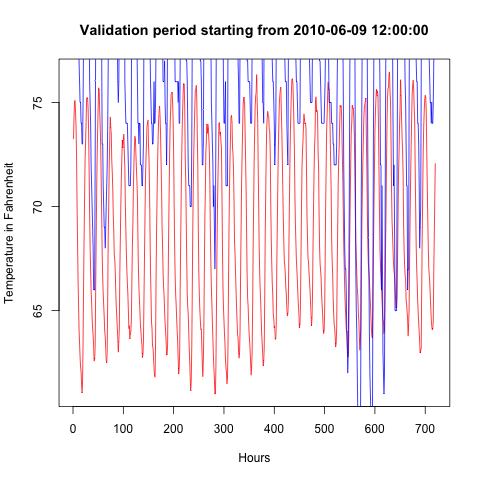 Validation period starting from 2010-06-09 12:00:00
Temperature in Fahrenheit
75
70
65
0 100 200 300 400 500 600 700
Hours